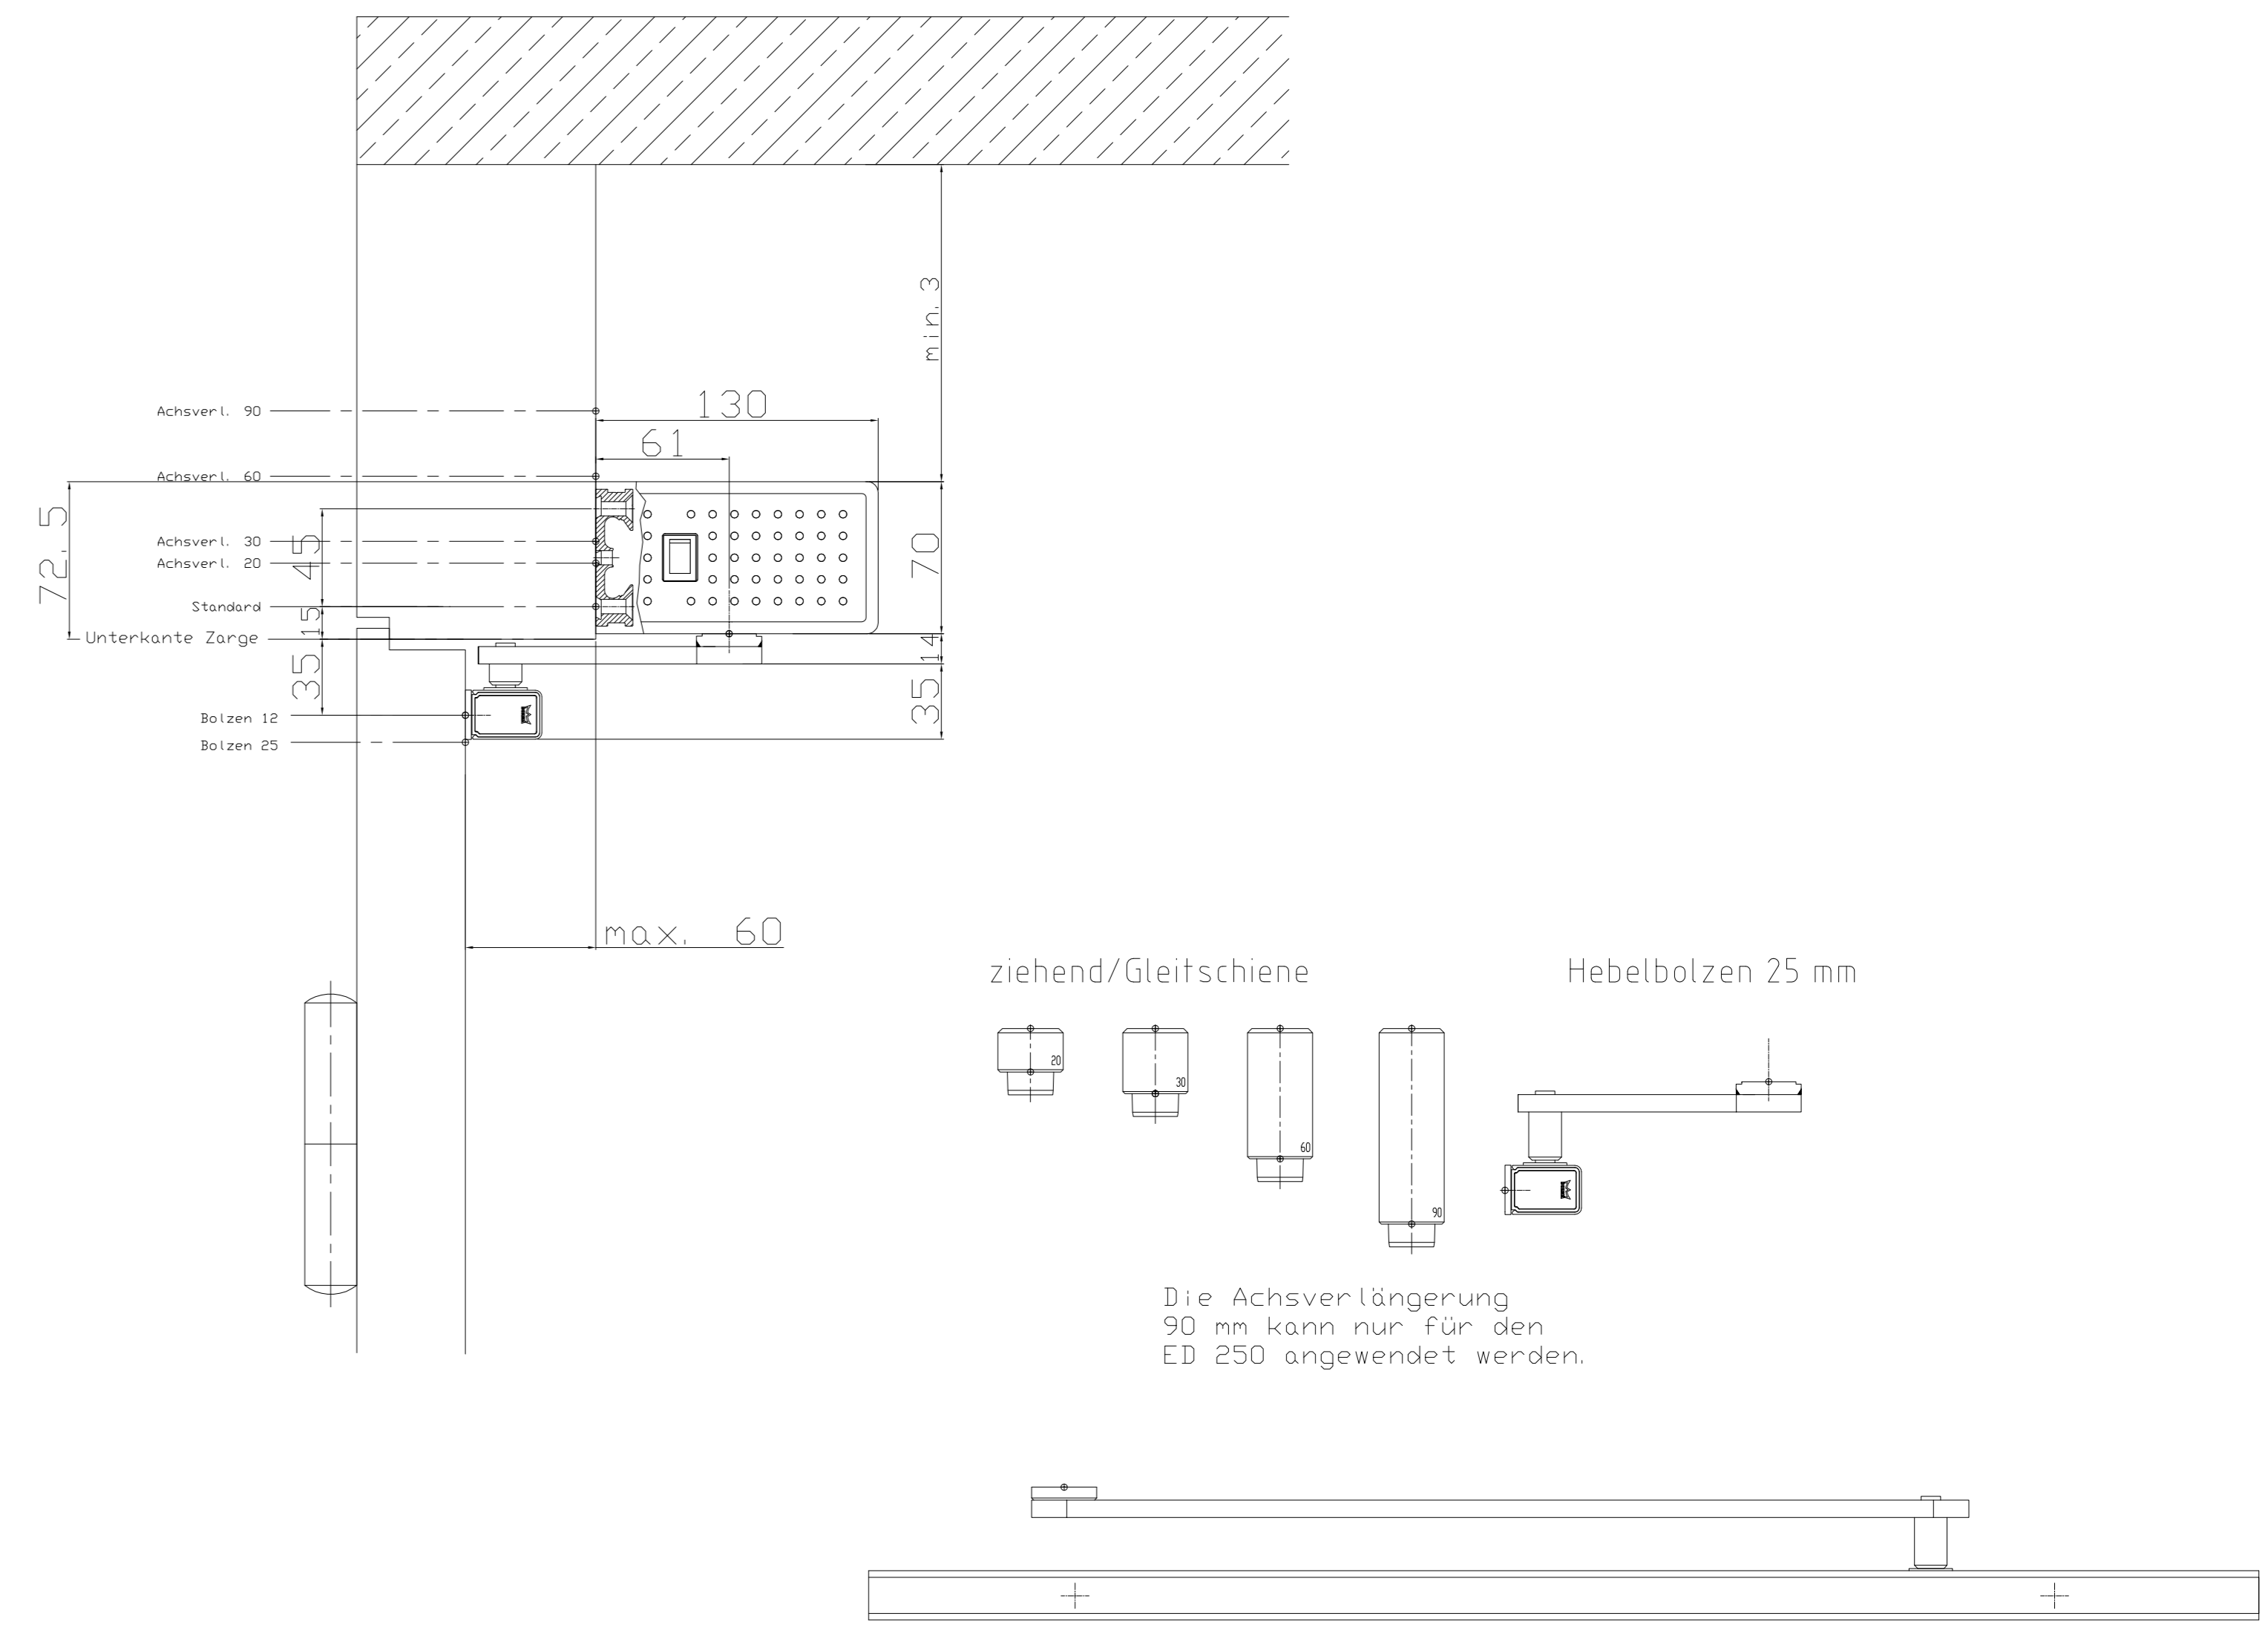 min.3
Achsverl. 90
130
61
Achsverl. 60
72.5
45
Achsverl. 30
Achsverl. 20
70
Standard
15
Unterkante Zarge
14
35
35
Bolzen 12
Bolzen 25
max. 60
ziehend/Gleitschiene
Hebelbolzen 25 mm
20
30
60
90
Die Achsverlängerung
90 mm kann nur für den
ED 250 angewendet werden.